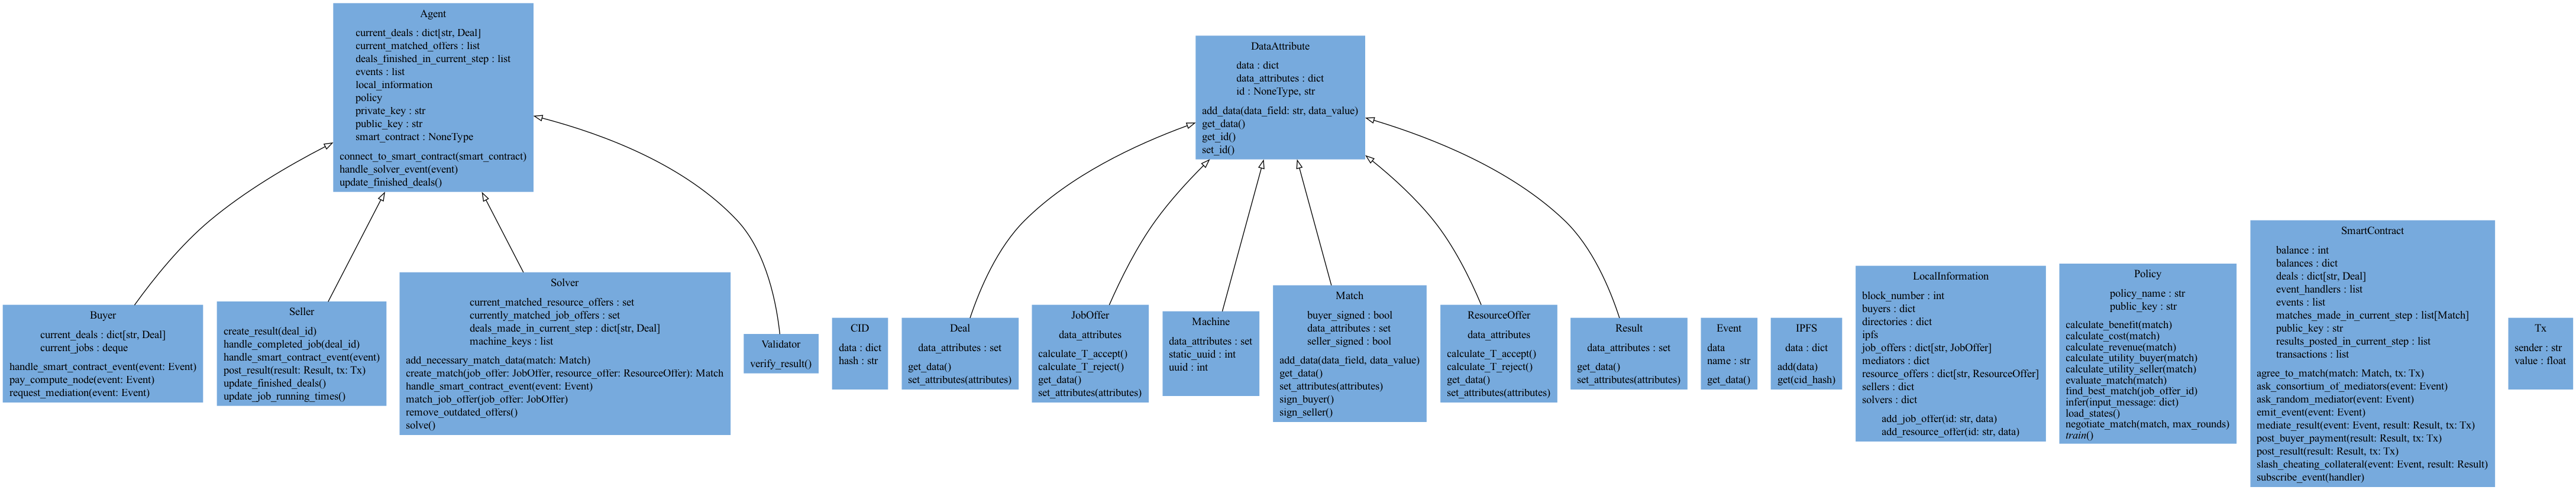 Agent
current_deals : dict[str, Deal]
current_matched_offers : list
deals_finished_in_current_step : list
events : list
local_information
policy
private_key : str
public_key : str
smart_contract : NoneType
connect_to_smart_contract(smart_contract)
handle_solver_event(event)
update_finished_deals()
DataAttribute
data : dict
data_attributes : dict
id : NoneType, str
add_data(data_field: str, data_value)
get_data()
get_id()
set_id()
Buyer
current_deals : dict[str, Deal]
current_jobs : deque
handle_smart_contract_event(event: Event)
pay_compute_node(event: Event)
request_mediation(event: Event)
Seller
create_result(deal_id)
handle_completed_job(deal_id)
handle_smart_contract_event(event)
post_result(result: Result, tx: Tx)
update_finished_deals()
update_job_running_times()
Solver
current_matched_resource_offers : set
currently_matched_job_offers : set
deals_made_in_current_step : dict[str, Deal]
machine_keys : list
add_necessary_match_data(match: Match)
create_match(job_offer: JobOffer, resource_offer: ResourceOffer): Match
handle_smart_contract_event(event: Event)
match_job_offer(job_offer: JobOffer)
remove_outdated_offers()
solve()
Validator
verify_result()
CID
data : dict
hash : str
Deal
data_attributes : set
get_data()
set_attributes(attributes)
JobOffer
data_attributes
calculate_T_accept()
calculate_T_reject()
get_data()
set_attributes(attributes)
Machine
data_attributes : set
static_uuid : int
uuid : int
Match
buyer_signed : bool
data_attributes : set
seller_signed : bool
add_data(data_field, data_value)
get_data()
set_attributes(attributes)
sign_buyer()
sign_seller()
ResourceOffer
data_attributes
calculate_T_accept()
calculate_T_reject()
get_data()
set_attributes(attributes)
Result
data_attributes : set
get_data()
set_attributes(attributes)
Event
data
name : str
get_data()
IPFS
data : dict
add(data)
get(cid_hash)
LocalInformation
block_number : int
buyers : dict
directories : dict
ipfs
job_offers : dict[str, JobOffer]
mediators : dict
resource_offers : dict[str, ResourceOffer]
sellers : dict
solvers : dict
add_job_offer(id: str, data)
add_resource_offer(id: str, data)
Policy
policy_name : str
public_key : str
calculate_benefit(match)
calculate_cost(match)
calculate_revenue(match)
calculate_utility_buyer(match)
calculate_utility_seller(match)
evaluate_match(match)
find_best_match(job_offer_id)
infer(input_message: dict)
load_states()
negotiate_match(match, max_rounds)
train()
SmartContract
balance : int
balances : dict
deals : dict[str, Deal]
event_handlers : list
events : list
matches_made_in_current_step : list[Match]
public_key : str
results_posted_in_current_step : list
transactions : list
agree_to_match(match: Match, tx: Tx)
ask_consortium_of_mediators(event: Event)
ask_random_mediator(event: Event)
emit_event(event: Event)
mediate_result(event: Event, result: Result, tx: Tx)
post_buyer_payment(result: Result, tx: Tx)
post_result(result: Result, tx: Tx)
slash_cheating_collateral(event: Event, result: Result)
subscribe_event(handler)
Tx
sender : str
value : float